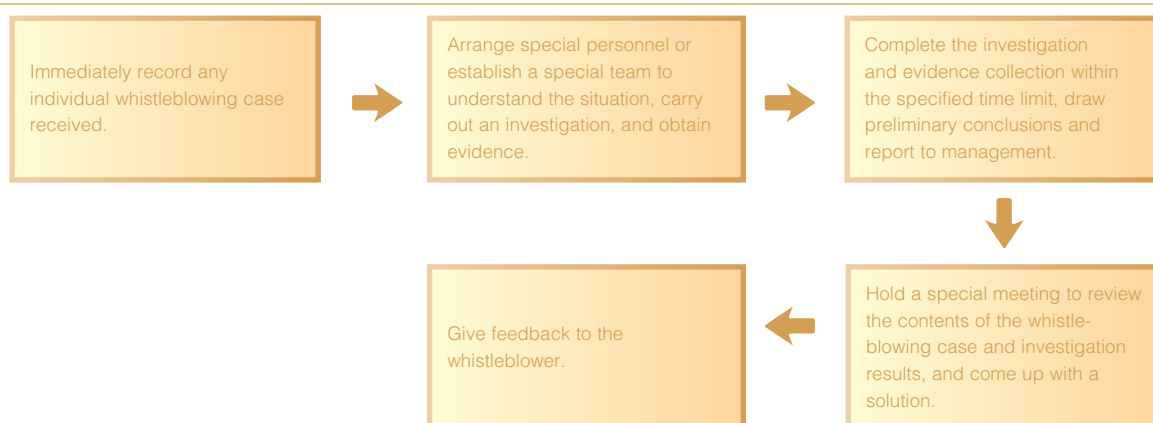 Immediately record any
individual whistleblowing case
received.
Arrange special personnel or
establish a special team to
understand the situation, carry
out an investigation, and obtain
evidence.
Complete the investigation
and evidence collection within
the specified time limit, draw
preliminary conclusions and
report to management.
Hold a special meeting to review
the contents of the whistle-
blowing case and investigation
results, and come up with a
solution.
Give feedback to the
whistleblower.